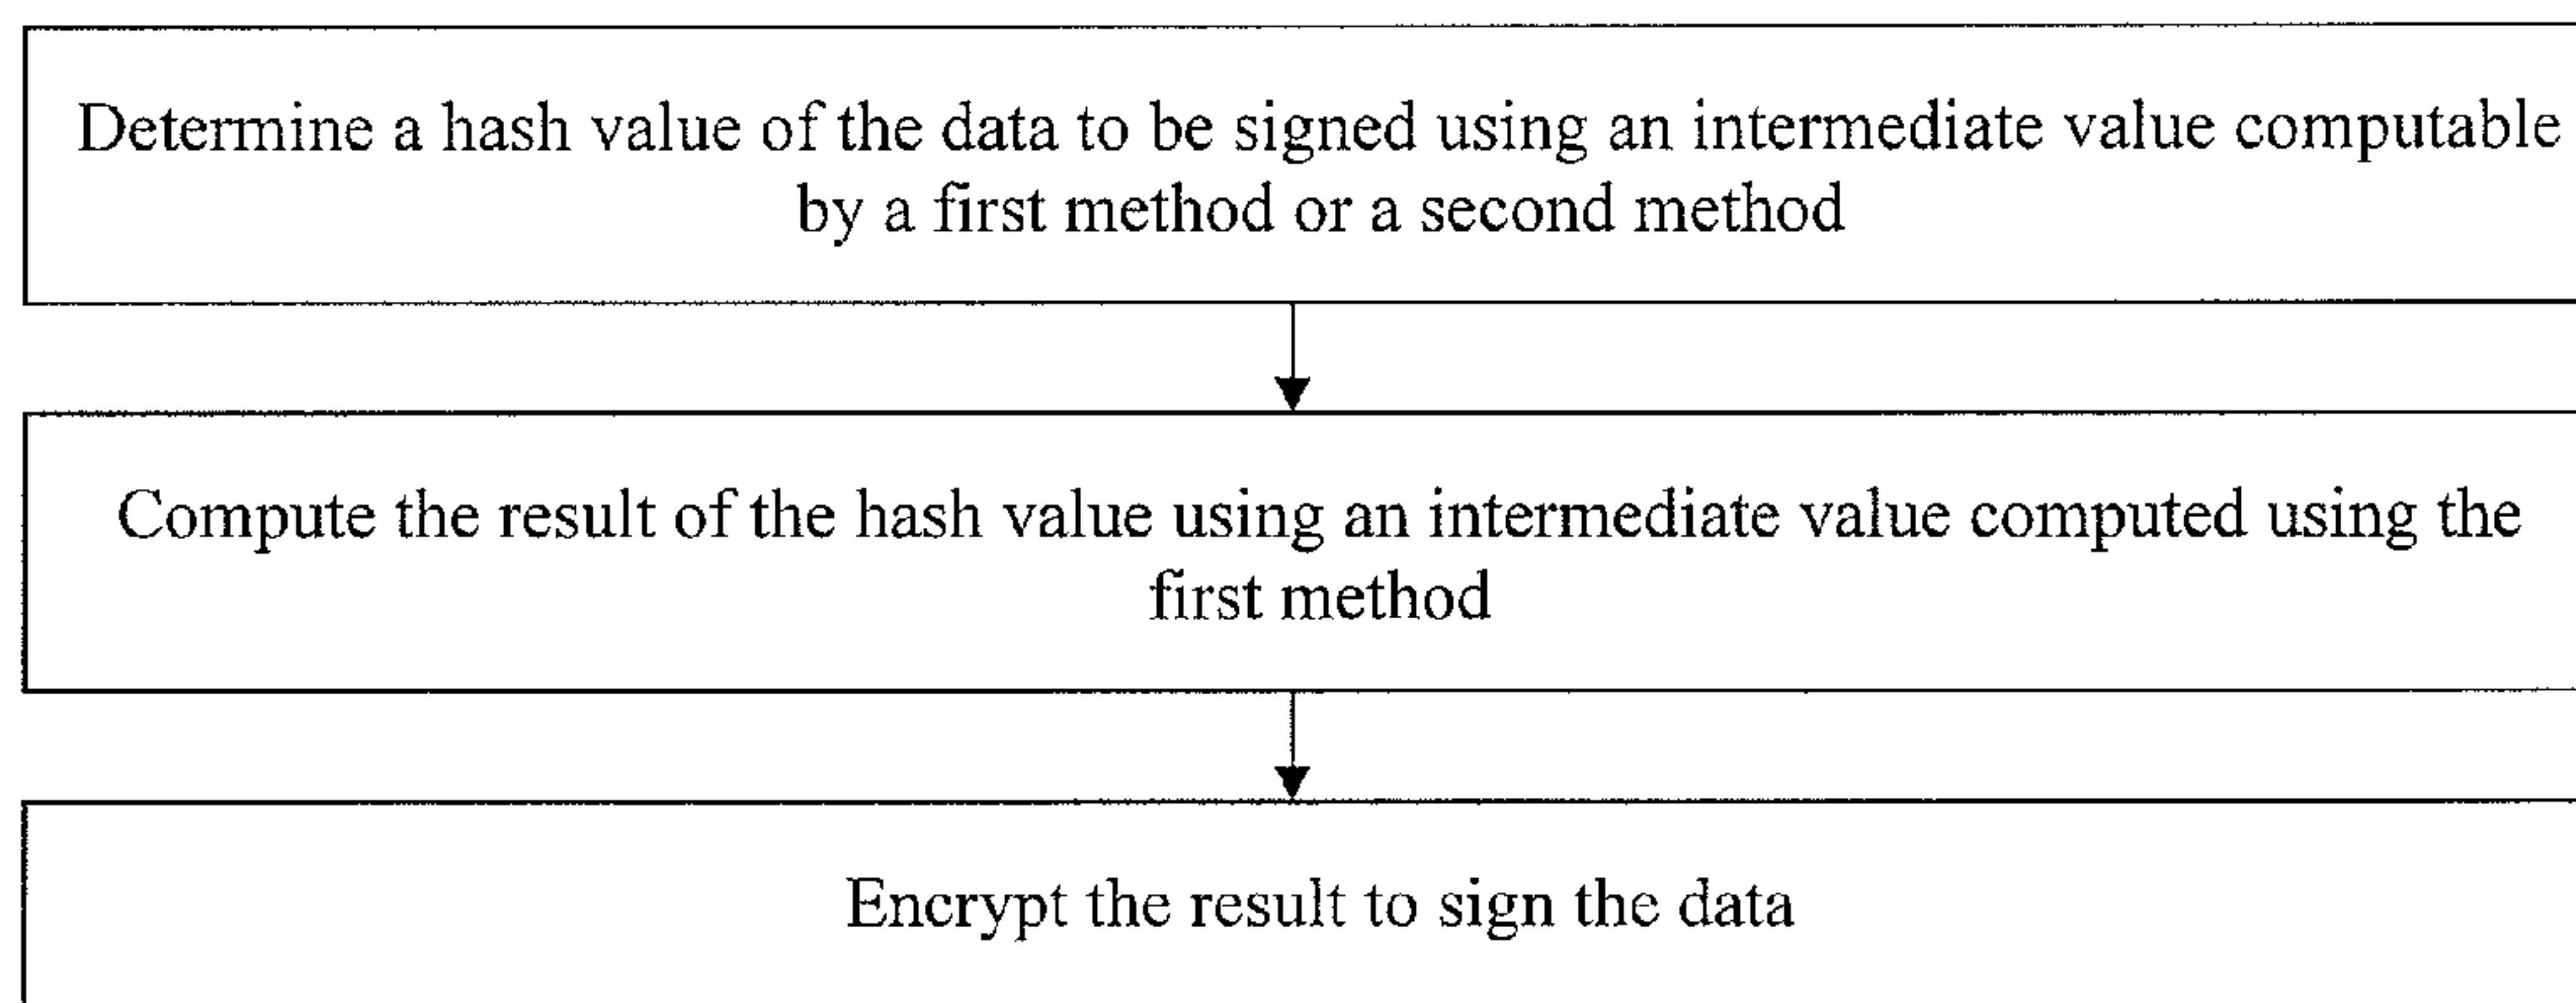 Determine a hash value of the data to be signed using an intermediate value computable
by a first method or a second method
Compute the result of the hash value using an intermediate value computed using the
first method
Encrypt the result to sign the data